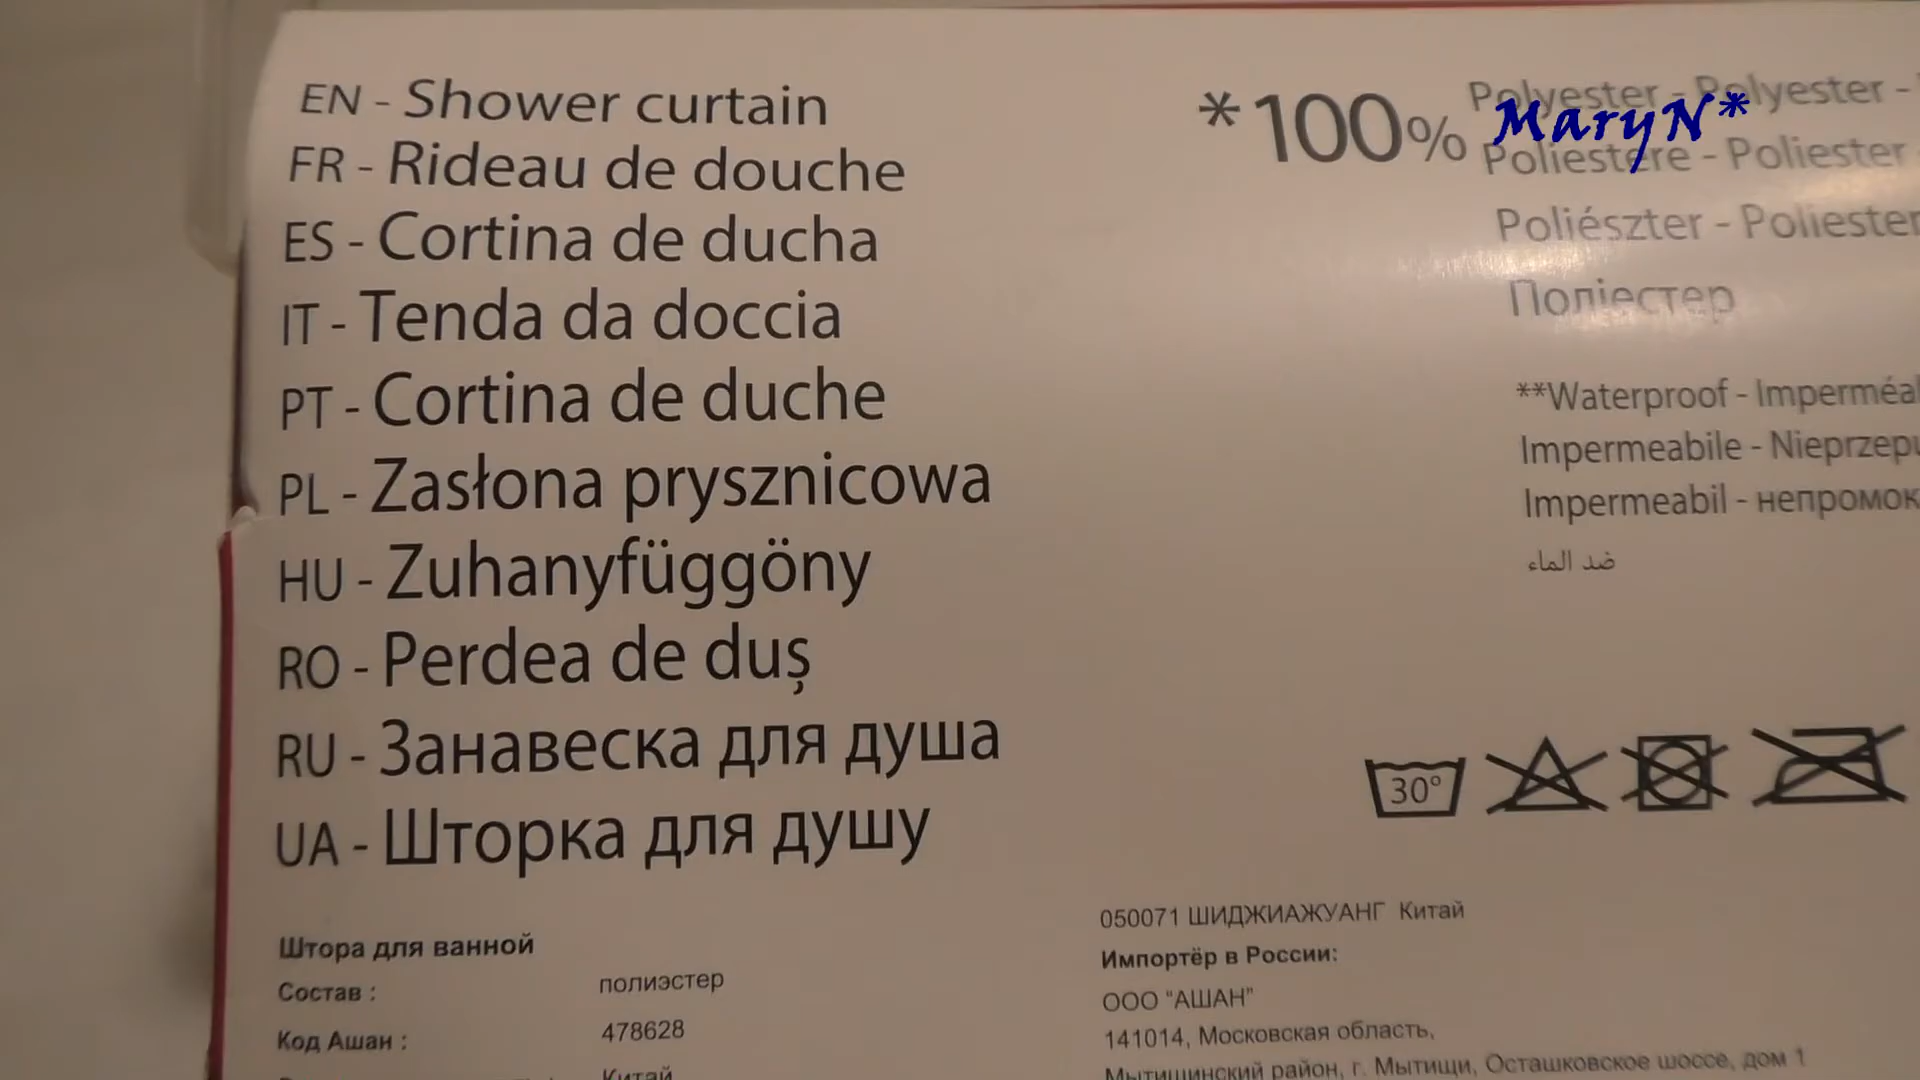 EN - Shower curtain
FR - Rideau de douche
ES - Cortina de ducha
IT - Tenda da doccia
PT - Cortina de duche
PL - Zasłona prysznicowa
HU - Zuhanyfüggöny
RO - Perdea de duș
RU - Занавеска для душа
UA - Шторка для душу
*100% Polyester - Polyester -
Poliestere - Poliester
Poliészter - Poliester
Поліестер
MaryN*
**Waterproof -
Impermeabile -
Impermeabil -
ضد الماء
30°
Штора для ванной
Состав : полиэстер
Код Ашан : 478628
Китай
050071 ШИДЖИАЖУАНГ Китай
Импортёр в России:
ООО “АШАН”
141014, Московская область,
Мытищинский район, г. Мытищи, Осташковское шоссе, дом 1